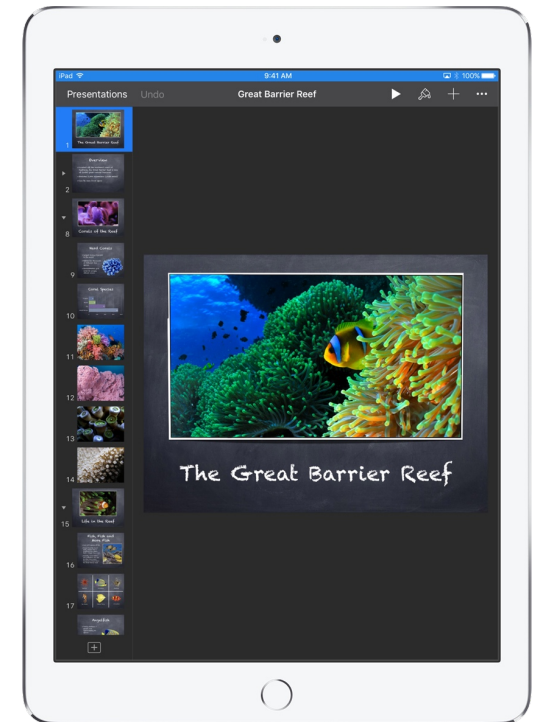 iPad 9:41 AM 100%
Presentations Undo Great Barrier Reef
1 The Great Barrier Reef
Overview
2
8 Corals of the Reef
Hard Corals
9
Coral Species
10
11
12
13
14
15 Life in the Reef
Fish, Fish and
More Fish
16
17
Angelfish
The Great Barrier Reef